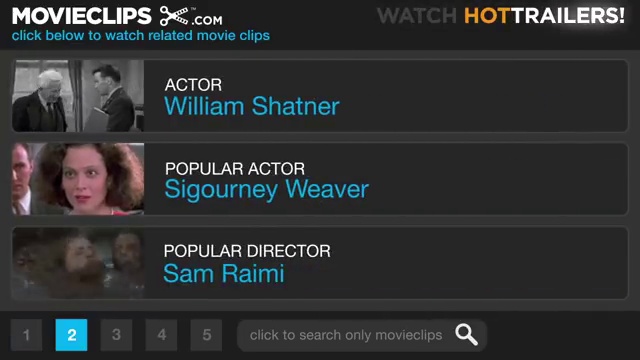 MOVIECLIPS .COM
WATCH HOTTRAILERS!
click below to watch related movie clips
ACTOR
William Shatner
POPULAR ACTOR
Sigourney Weaver
POPULAR DIRECTOR
Sam Raimi
1 2 3 4 5 click to search only movieclips